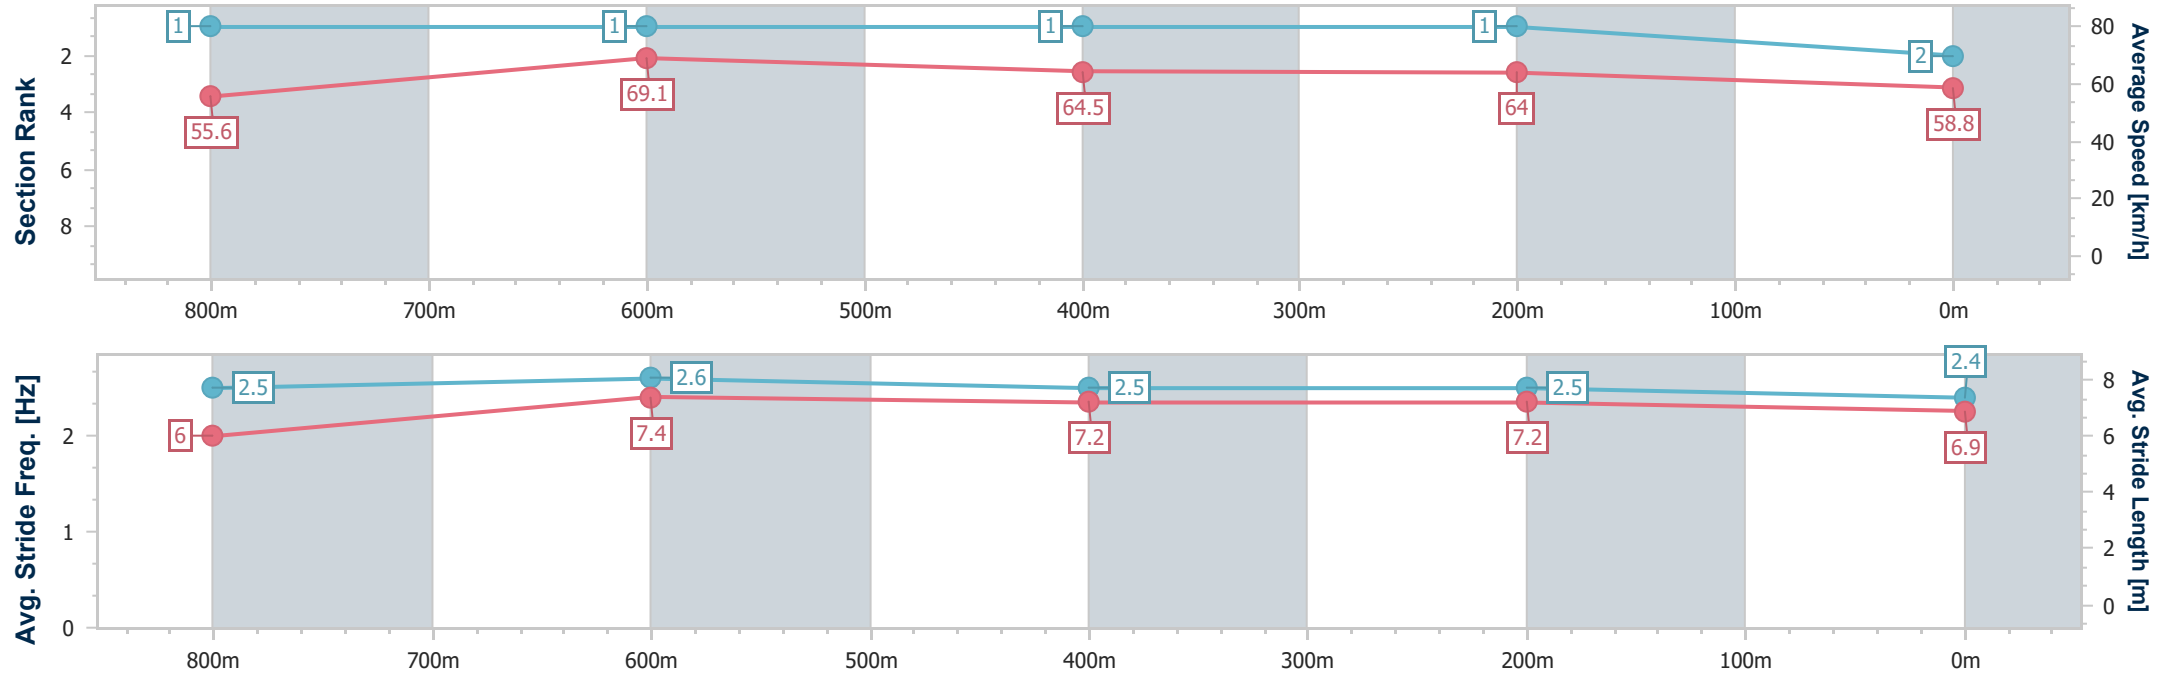 Section Rank
2
4
6
8
1
1
1
1
2
55.6
69.1
64.5
64
58.8
80
60
40
20
0
Average Speed [km/h]
800m
700m
600m
500m
400m
300m
200m
100m
0m
Avg. Stride Freq. [Hz]
2
1
0
2.5
2.6
2.5
2.5
2.4
6
7.4
7.2
7.2
6.9
8
6
4
2
0
Avg. Stride Length [m]
800m
700m
600m
500m
400m
300m
200m
100m
0m